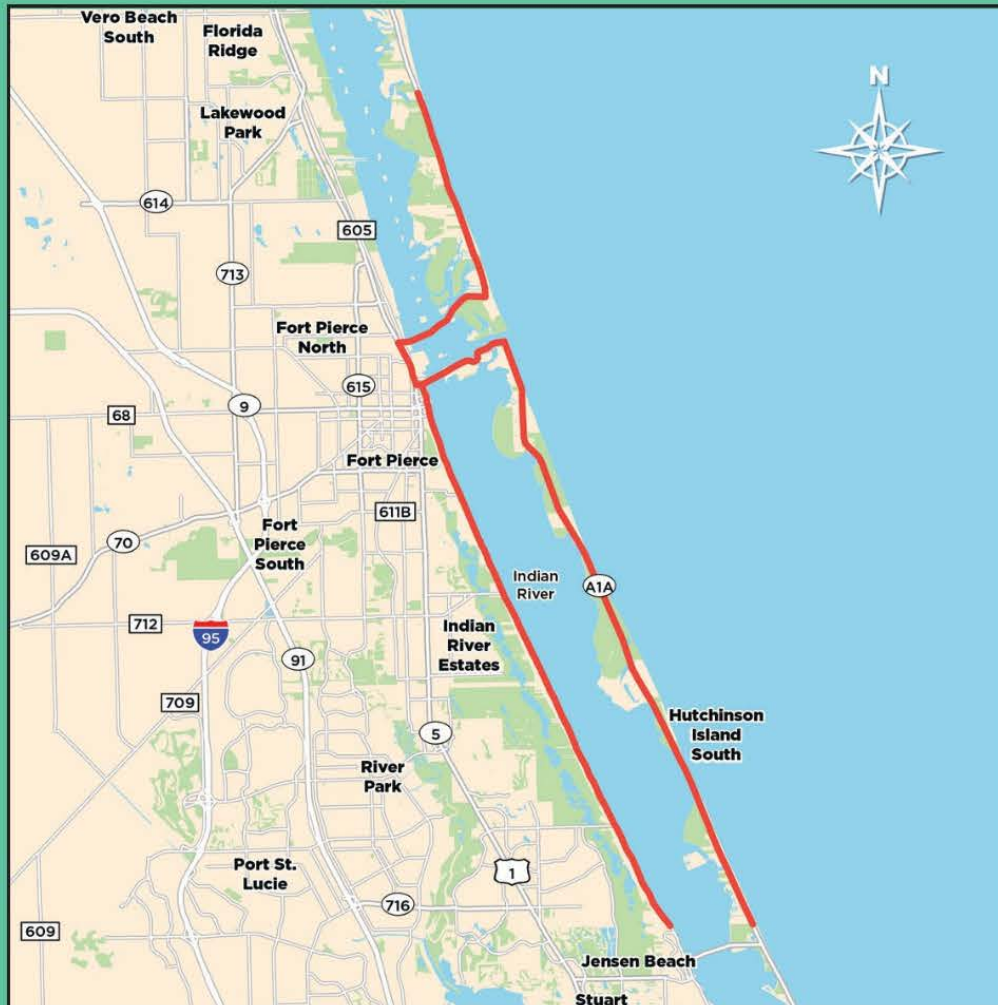 Vero Beach
South
Florida
Ridge
N
Lakewood
Park
614
605
713
Fort Pierce
North
615
9
68
Fort Pierce
611B
70
609A
Fort
Pierce
South
Indian
River
A1A
712
95
Indian
River
Estates
91
709
Hutchinson
Island
South
5
River
Park
Port St.
Lucie
1
716
609
Jensen Beach
Stuart